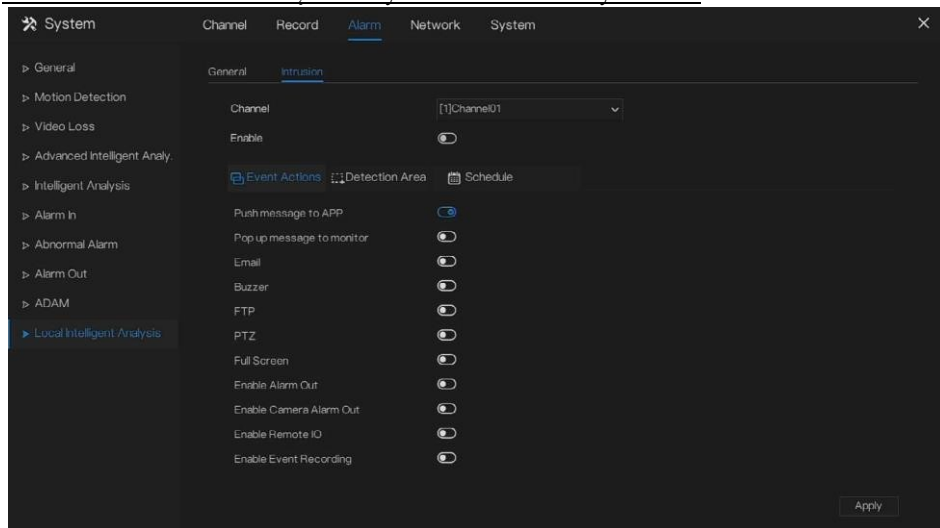 System
Channel Record Alarm Network System
General
Motion Detection
Video Loss
Advanced Intelligent Analy.
Intelligent Analysis
Alarm In
Abnormal Alarm
Alarm Out
ADAM
Local Intelligent Analysis
General Intrusion
Channel [1]Channel01
Enable
Event Actions Detection Area Schedule
Push message to APP
Pop up message to monitor
Email
Buzzer
FTP
PTZ
Full Screen
Enable Alarm Out
Enable Camera Alarm Out
Enable Remote IO
Enable Event Recording
Apply